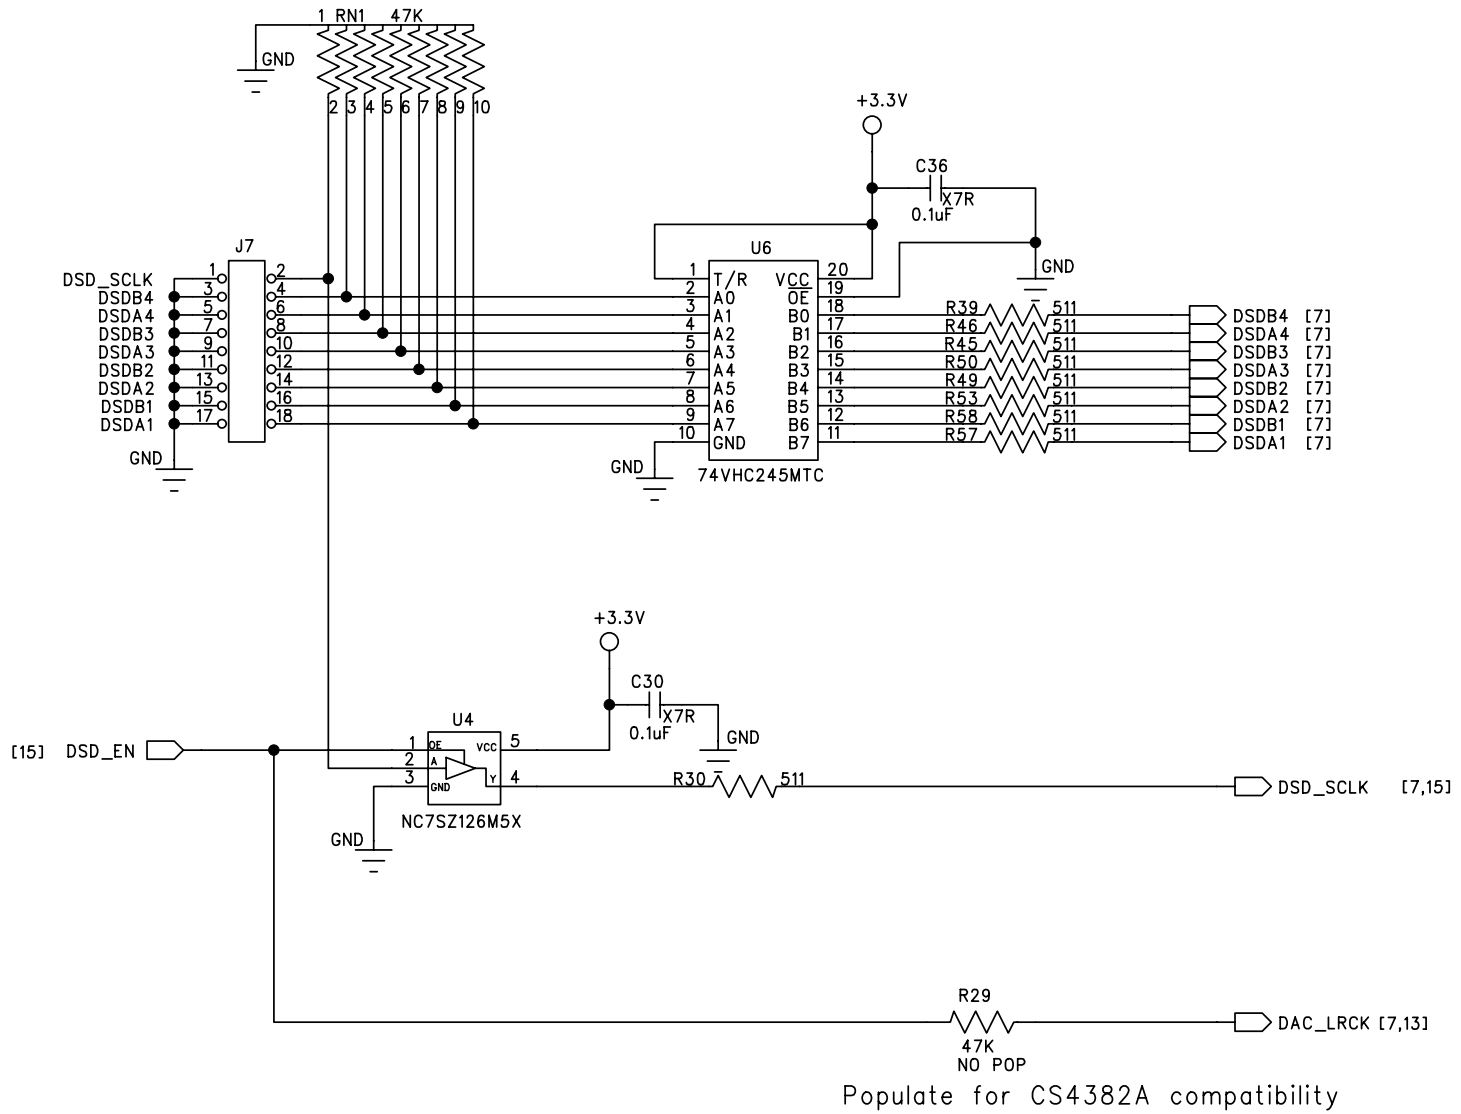 1 RN1 47K
GND
2 3 4 5 6 7 8 9 10
+3.3V
C36
X7R
0.1uF
GND
J7
DSD_SCLK 1 2
DSDB4 3 4
DSDA4 5 6
DSDB3 7 8
DSDA3 9 10
DSDB2 11 12
DSDA2 13 14
DSDB1 15 16
DSDA1 17 18
GND
U6
1 T/R VCC 20
2 A0 OE 19
3 A1 B0 18 R39 511 DSDB4 [7]
4 A2 B1 17 R46 511 DSDA4 [7]
5 A3 B2 16 R45 511 DSDB3 [7]
6 A4 B3 15 R50 511 DSDA3 [7]
7 A5 B4 14 R49 511 DSDB2 [7]
8 A6 B5 13 R53 511 DSDA2 [7]
9 A7 B6 12 R58 511 DSDB1 [7]
10 GND B7 11 R57 511 DSDA1 [7]
GND
74VHC245MTC
+3.3V
C30
X7R
0.1uF
GND
U4
[15] DSD_EN 1 OE VCC 5
2 A
3 GND Y 4 R30 511 DSD_SCLK [7,15]
NC7SZ126M5X
GND
R29
DAC_LRCK [7,13]
47K
NO POP
Populate for CS4382A compatibility